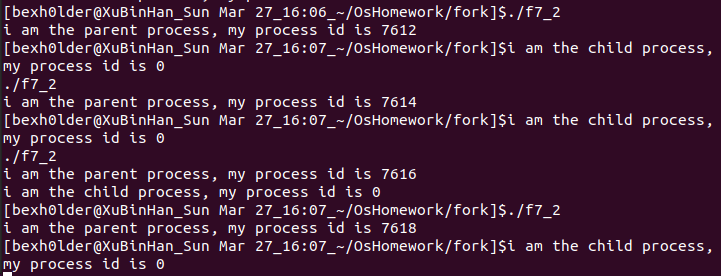 [bexh0lder@XuBinHan_Sun Mar 27_16:06_~/OsHomework/fork]$./f7_2
i am the parent process, my process id is 7612
[bexh0lder@XuBinHan_Sun Mar 27_16:07_~/OsHomework/fork]$i am the child process,
my process id is 0
./f7_2
i am the parent process, my process id is 7614
[bexh0lder@XuBinHan_Sun Mar 27_16:07_~/OsHomework/fork]$i am the child process,
my process id is 0
./f7_2
i am the parent process, my process id is 7616
i am the child process, my process id is 0
[bexh0lder@XuBinHan_Sun Mar 27_16:07_~/OsHomework/fork]$./f7_2
i am the parent process, my process id is 7618
[bexh0lder@XuBinHan_Sun Mar 27_16:07_~/OsHomework/fork]$i am the child process,
my process id is 0